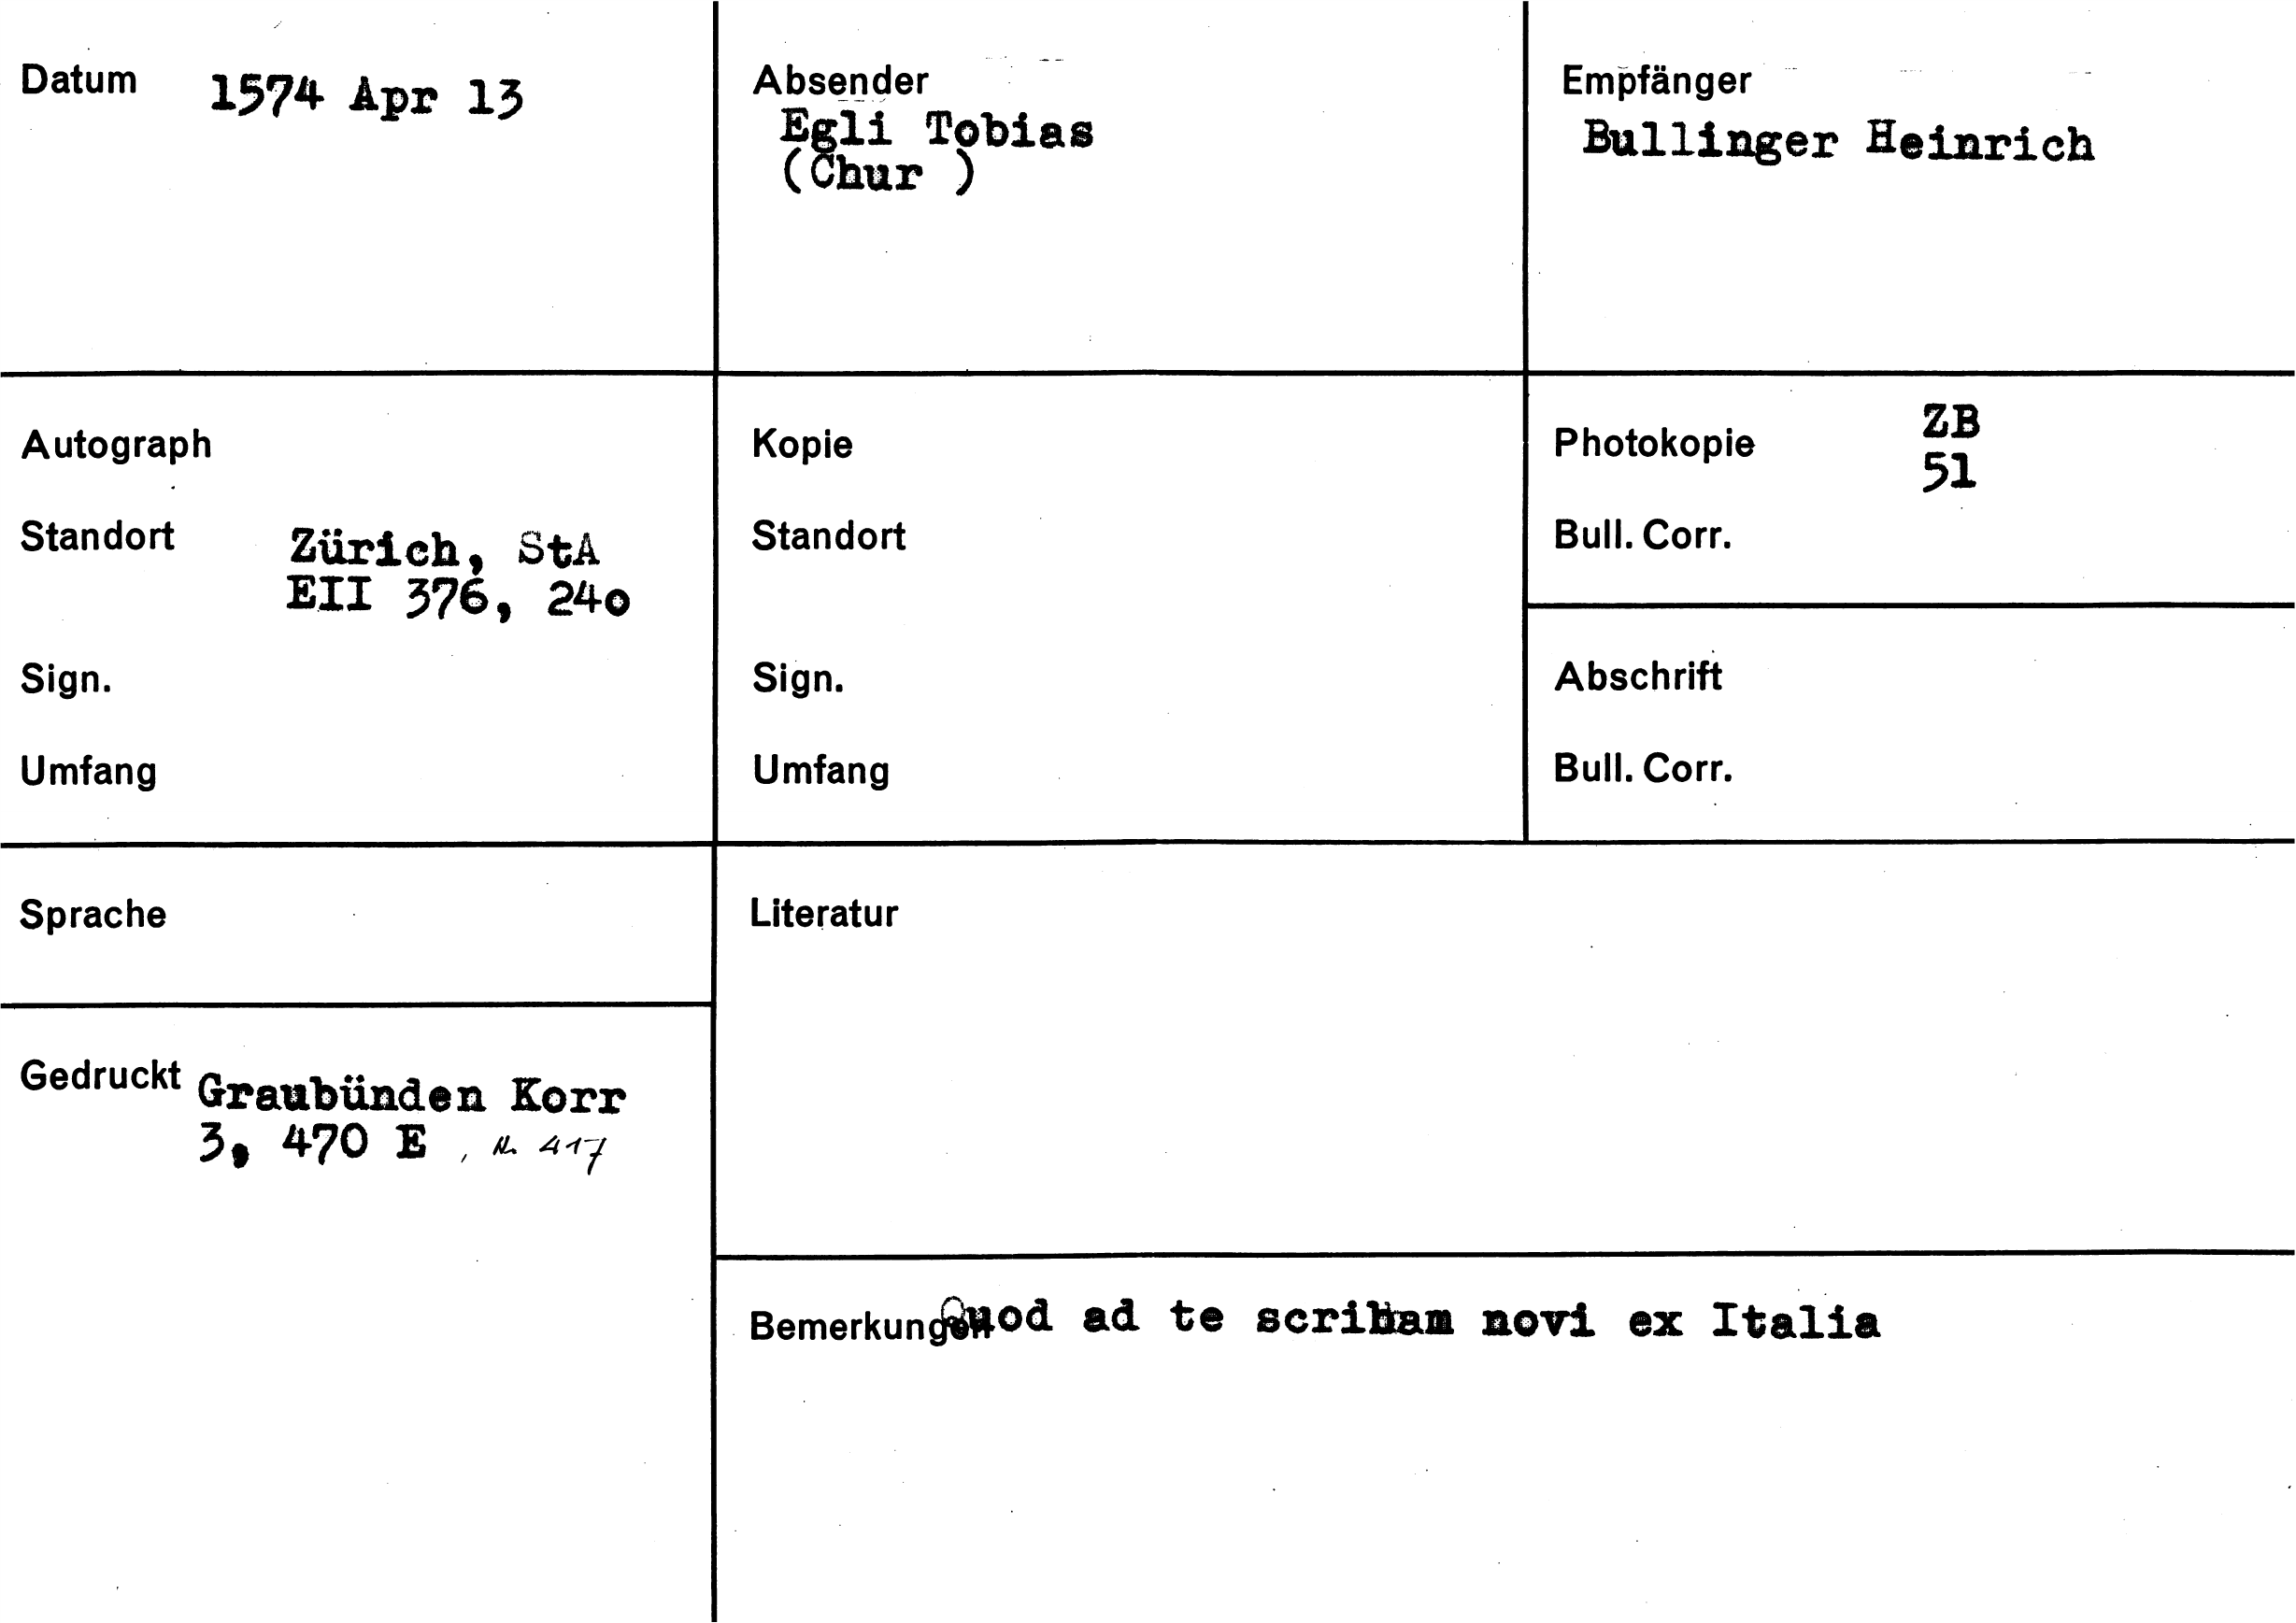 Datum 1574 Apr 13
Absender
Egli Tobias
(Chur )
Empfänger
Bullinger Heinrich
Autograph
Standort Zürich, StA
EII 376, 24o
Sign.
Umfang
Kopie
Standort
Sign.
Umfang
Photokopie ZB
51
Bull. Corr.
Abschrift
Bull. Corr.
Sprache
Literatur
Gedruckt Graubünden Korr
3, 470 E , Nr. 417
Bemerkungen Quod ad te scribam novi ex Italia